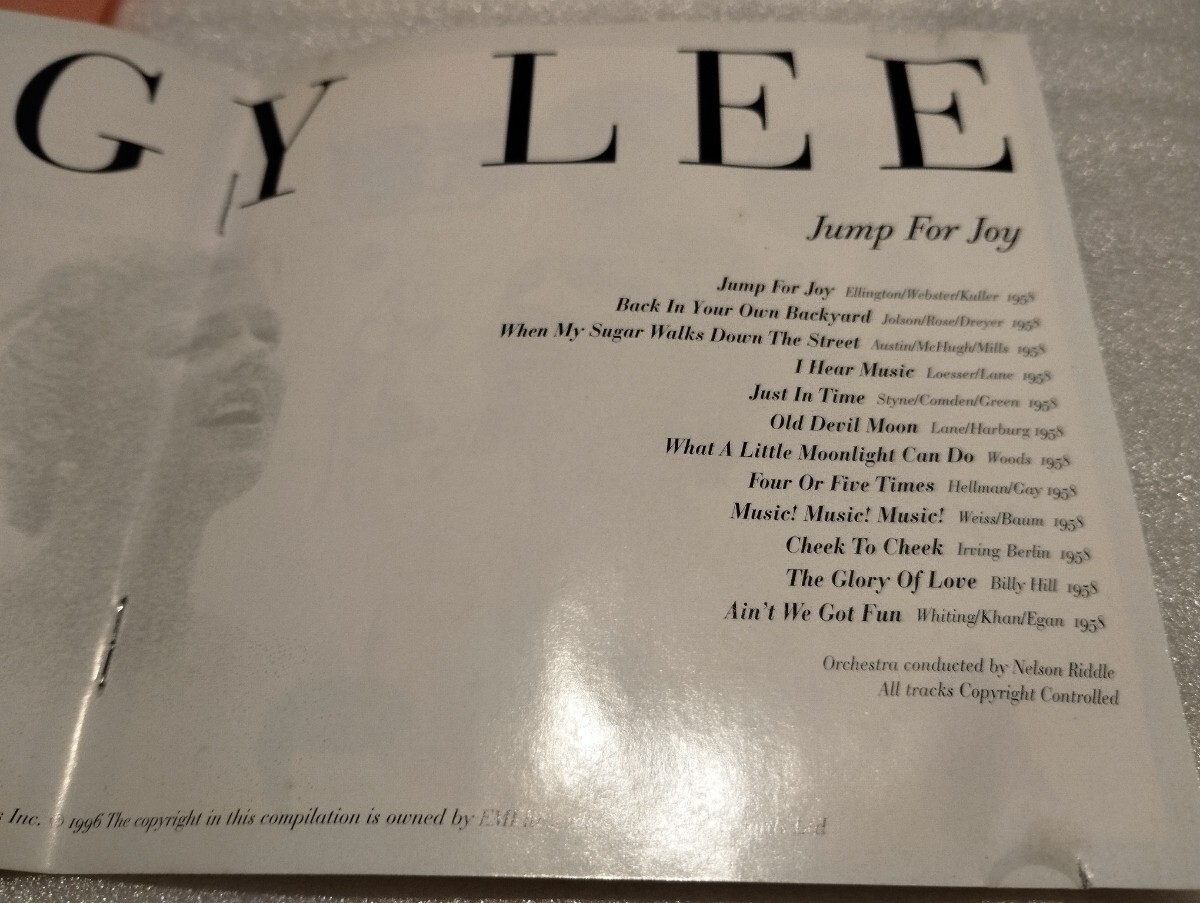 GY LEE
Jump For Joy
Jump For Joy Ellington/Webster/Kuller 1958
Back In Your Own Backyard Jolson/Rose/Dreyer 1958
When My Sugar Walks Down The Street Austin/McHugh/Mills 1958
I Hear Music Loesser/Lane 1958
Just In Time Styne/Comden/Green 1958
Old Devil Moon Lane/Harburg 1958
What A Little Moonlight Can Do Woods 1958
Four Or Five Times Hellman/Gay 1958
Music! Music! Music! Weiss/Baum 1958
Cheek To Cheek Irving Berlin 1958
The Glory Of Love Billy Hill 1958
Ain't We Got Fun Whiting/Khan/Egan 1958
Orchestra conducted by Nelson Riddle
All tracks Copyright Controlled
s Inc. © 1996 The copyright in this compilation is owned by EMI Ltd